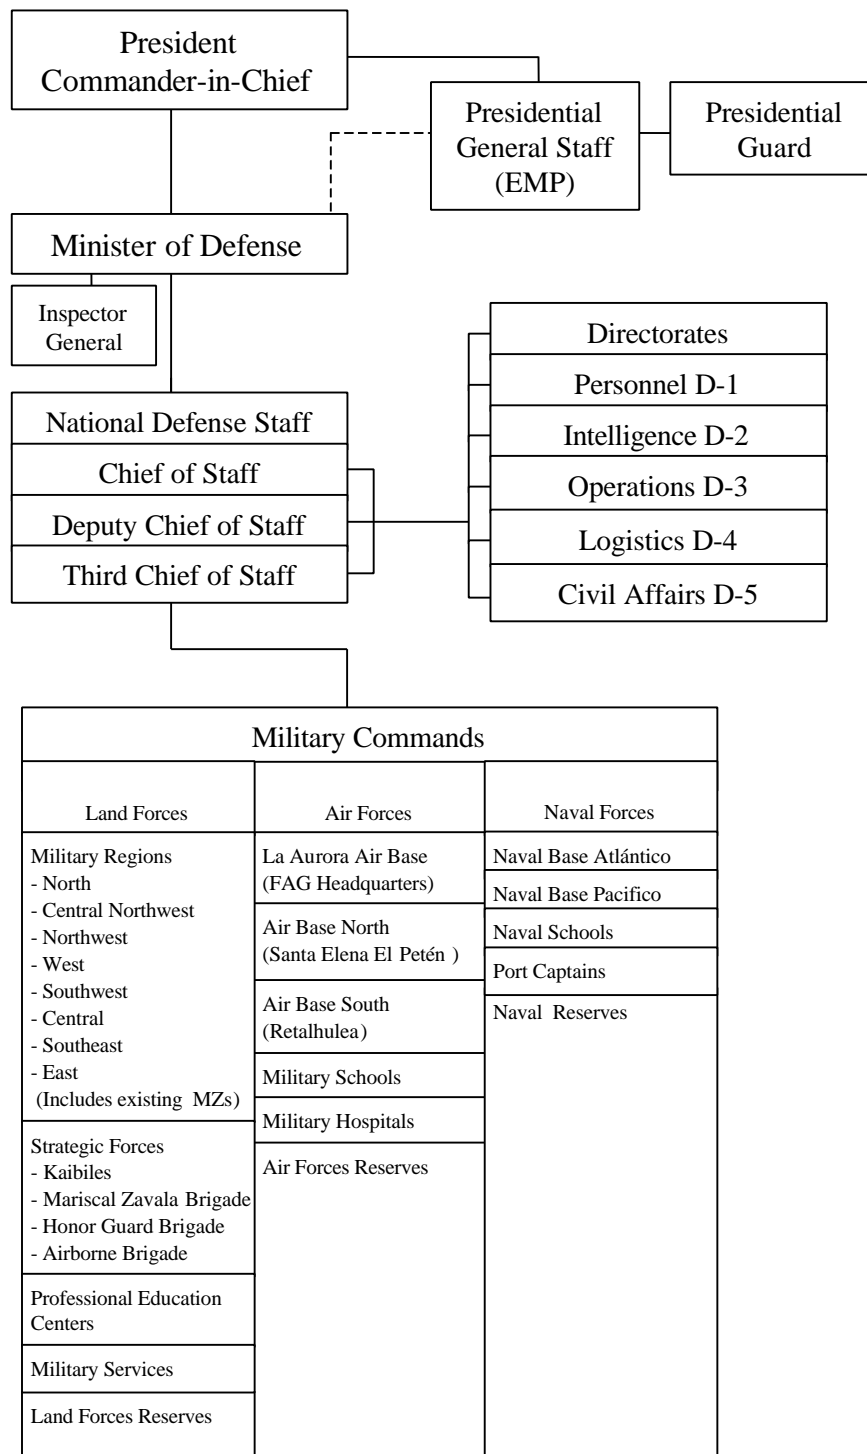 President
Commander-in-Chief
Presidential
General Staff
(EMP)
Presidential
Guard
Minister of Defense
Inspector
General
National Defense Staff
Chief of Staff
Deputy Chief of Staff
Third Chief of Staff
Directorates
Personnel D-1
Intelligence D-2
Operations D-3
Logistics D-4
Civil Affairs D-5
Military Commands
Land Forces
Military Regions
- North
- Central Northwest
- Northwest
- West
- Southwest
- Central
- Southeast
- East
(Includes existing MZs)
Strategic Forces
- Kaibiles
- Mariscal Zavala Brigade
- Honor Guard Brigade
- Airborne Brigade
Professional Education
Centers
Military Services
Land Forces Reserves
Air Forces
La Aurora Air Base
(FAG Headquarters)
Air Base North
(Santa Elena El Petén )
Air Base South
(Retalhulea)
Military Schools
Military Hospitals
Air Forces Reserves
Naval Forces
Naval Base Atlántico
Naval Base Pacifico
Naval Schools
Port Captains
Naval Reserves